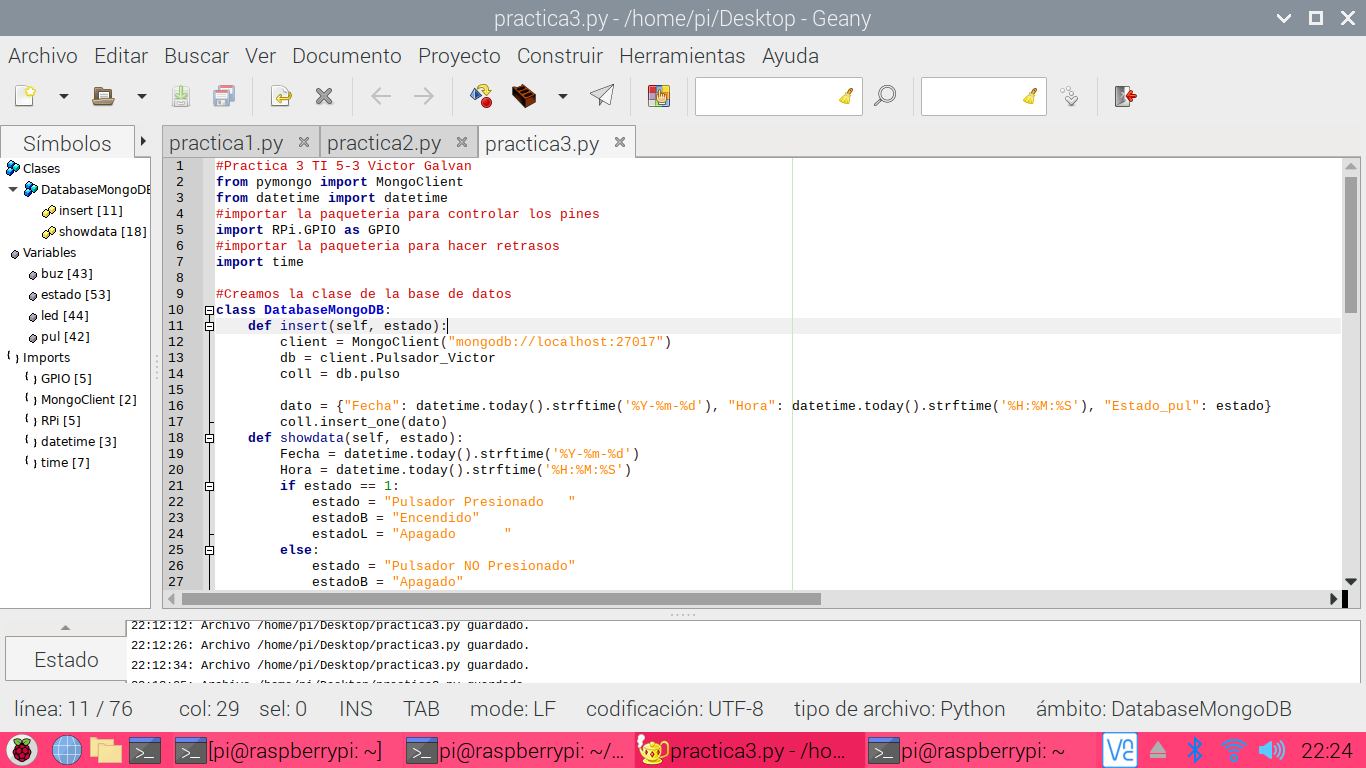 practica3.py - /home/pi/Desktop - Geany
Archivo Editar Buscar Ver Documento Proyecto Construir Herramientas Ayuda
Símbolos
practica1.py practica2.py practica3.py
Clases
DatabaseMongoDB
insert [11]
showdata [18]
Variables
buz [43]
estado [53]
led [44]
pul [42]
Imports
GPIO [5]
MongoClient [2]
RPi [5]
datetime [3]
time [7]
1 #Practica 3 TI 5-3 Victor Galvan
2 from pymongo import MongoClient
3 from datetime import datetime
4 #importar la paqueteria para controlar los pines
5 import RPi.GPIO as GPIO
6 #importar la paqueteria para hacer retrasos
7 import time
8
9 #Creamos la clase de la base de datos
10 class DatabaseMongoDB:
11     def insert(self, estado):
12         client = MongoClient("mongodb://localhost:27017")
13         db = client.Pulsador_Victor
14         coll = db.pulso
15
16         dato = {"Fecha": datetime.today().strftime('%Y-%m-%d'), "Hora": datetime.today().strftime('%H:%M:%S'), "Estado_pul": estado}
17         coll.insert_one(dato)
18     def showdata(self, estado):
19         Fecha = datetime.today().strftime('%Y-%m-%d')
20         Hora = datetime.today().strftime('%H:%M:%S')
21         if estado == 1:
22             estado = "Pulsador Presionado   "
23             estadoB = "Encendido"
24             estadoL = "Apagado      "
25         else:
26             estado = "Pulsador NO Presionado"
27             estadoB = "Apagado"
Estado
22:12:12: Archivo /home/pi/Desktop/practica3.py guardado.
22:12:26: Archivo /home/pi/Desktop/practica3.py guardado.
22:12:34: Archivo /home/pi/Desktop/practica3.py guardado.
línea: 11 / 76 col: 29 sel: 0 INS TAB mode: LF codificación: UTF-8 tipo de archivo: Python ámbito: DatabaseMongoDB
[pi@raspberrypi: ~] pi@raspberrypi: ~/... practica3.py - /ho... pi@raspberrypi: ~ 22:24